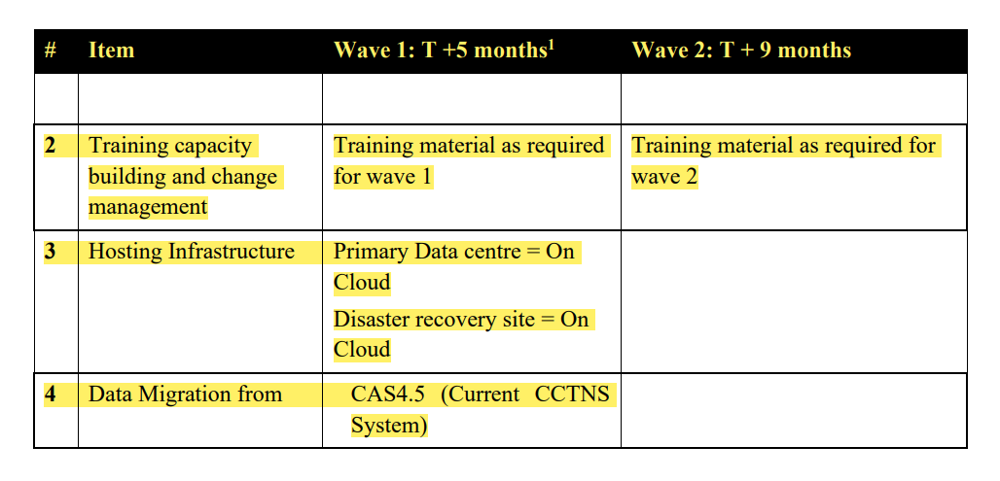 # Item Wave 1: T +5 months1 Wave 2: T + 9 months
2 Training capacity Training material as required Training material as required for
building and change for wave 1 wave 2
management
3 Hosting Infrastructure Primary Data centre = On
Cloud
Disaster recovery site = On
Cloud
4 Data Migration from CAS4.5 (Current CCTNS
System)